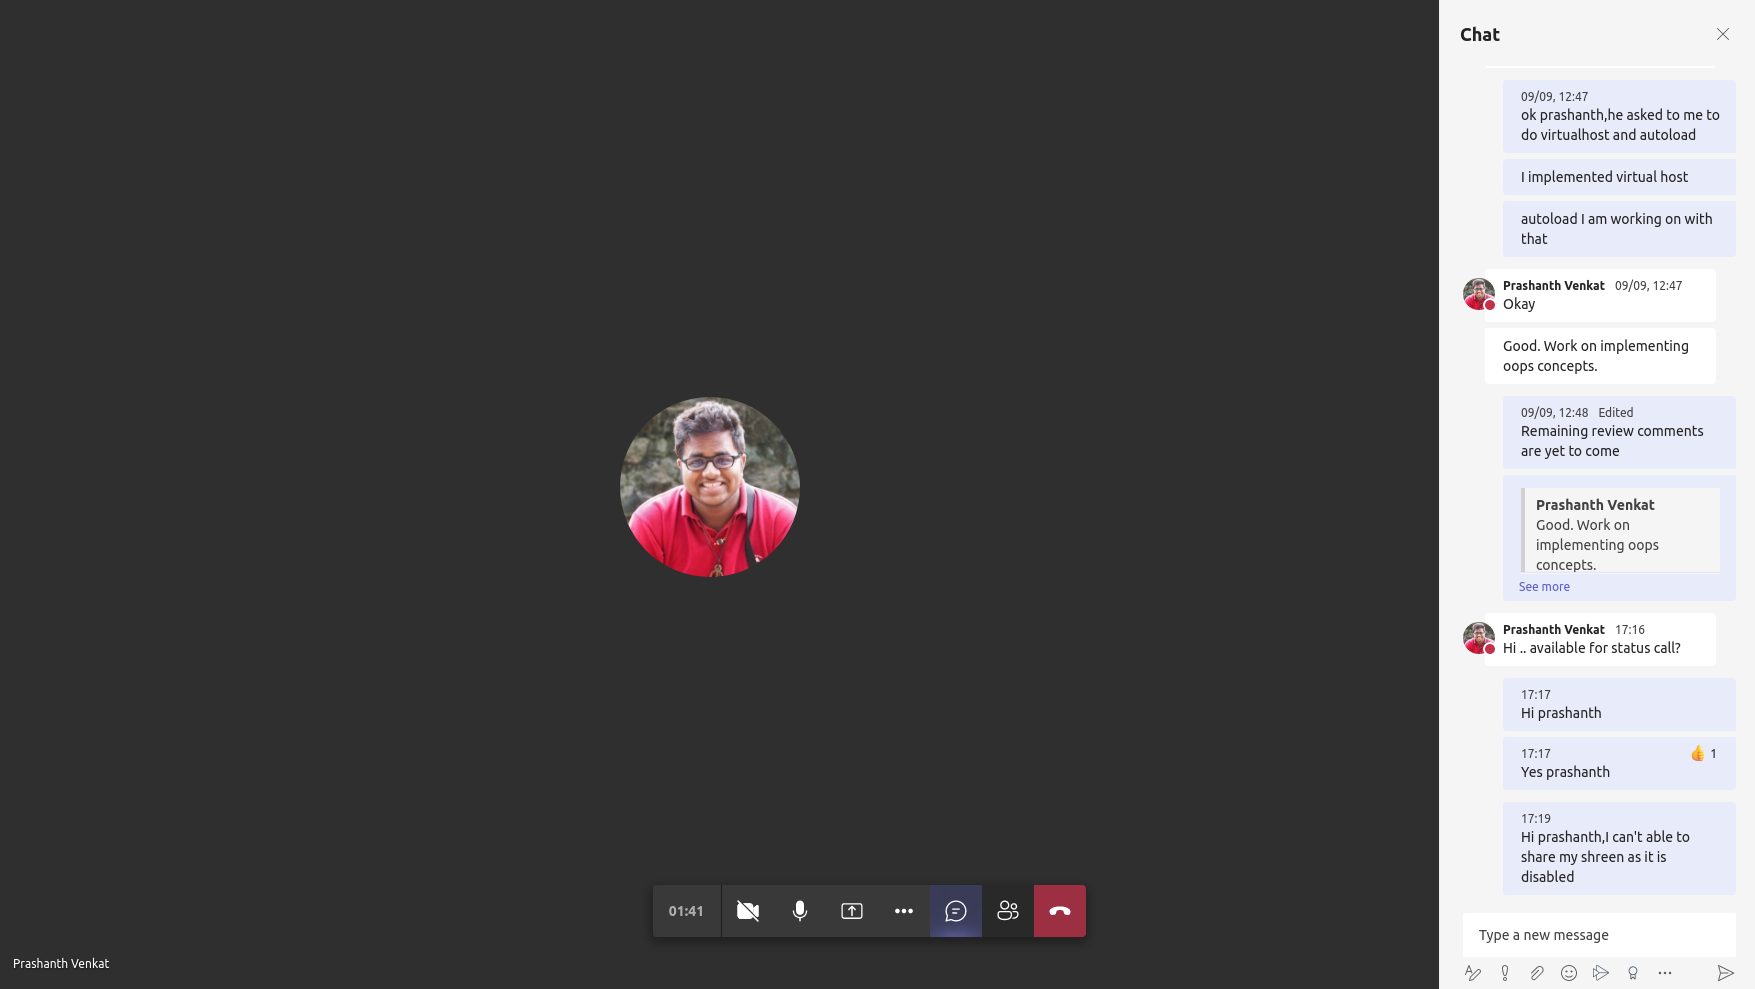 Chat
09/09, 12:47
ok prashanth,he asked to me to
do virtualhost and autoload
I implemented virtual host
autoload I am working on with
that
Prashanth Venkat 09/09, 12:47
Okay
Good. Work on implementing
oops concepts.
09/09, 12:48 Edited
Remaining review comments
are yet to come
Prashanth Venkat
Good. Work on
implementing oops
concepts.
See more
Prashanth Venkat 17:16
Hi .. available for status call?
17:17
Hi prashanth
17:17 👍 1
Yes prashanth
17:19
Hi prashanth,I can't able to
share my shreen as it is
disabled
Type a new message
01:41
Prashanth Venkat